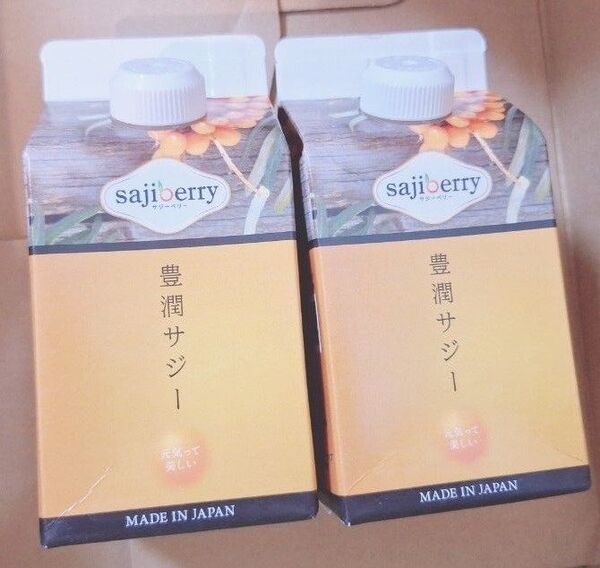 sajiberry
サジーベリー
豊潤サジー
元気って
美しい
MADE IN JAPAN
sajiberry
サジーベリー
豊潤サジー
元気って
美しい
MADE IN JAPAN